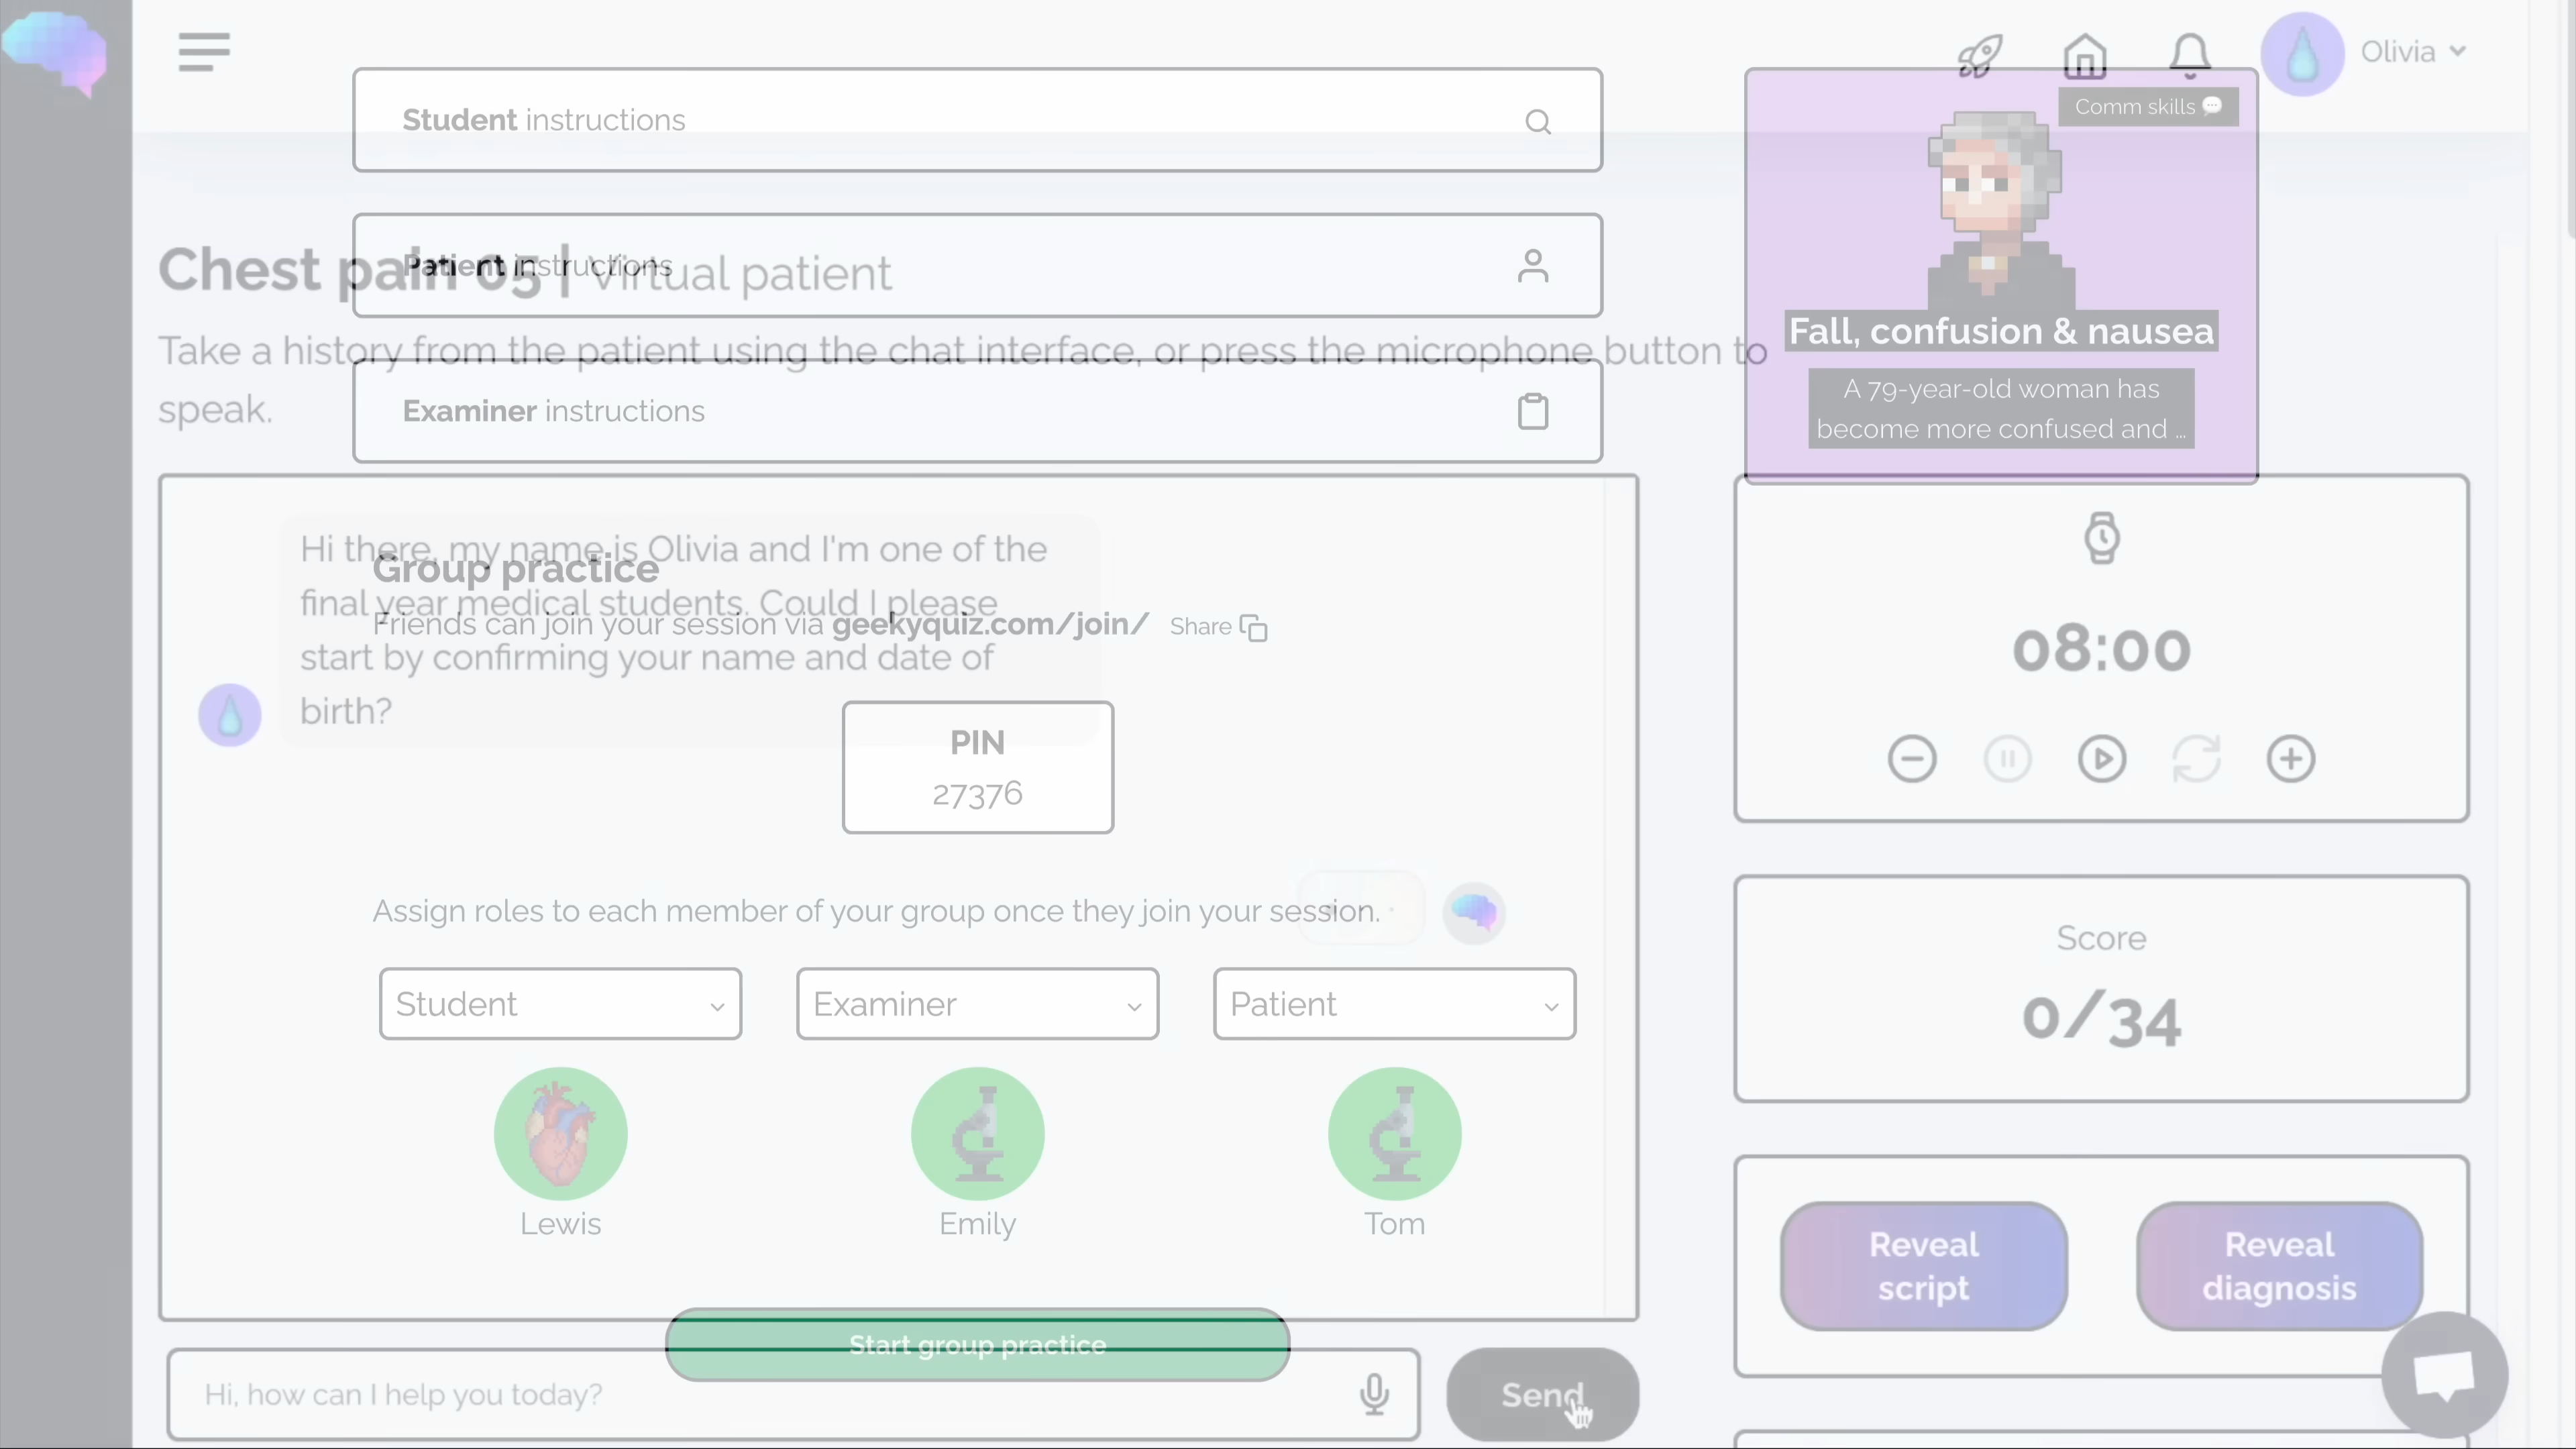 Olivia
Comm skills
Student instructions
Patient instructions
Chest pain 05 | Virtual patient
Take a history from the patient using the chat interface, or press the microphone button to
speak.
Examiner instructions
Fall, confusion & nausea
A 79-year-old woman has
become more confused and ...
Hi there, my name is Olivia and I'm one of the
final year medical students. Could I please
start by confirming your name and date of
birth?
Group practice
Friends can join your session via geekyquiz.com/join/ Share
PIN
27376
Assign roles to each member of your group once they join your session.
Student
Examiner
Patient
Lewis
Emily
Tom
Start group practice
Hi, how can I help you today?
Send
08:00
Score
0/34
Reveal
script
Reveal
diagnosis